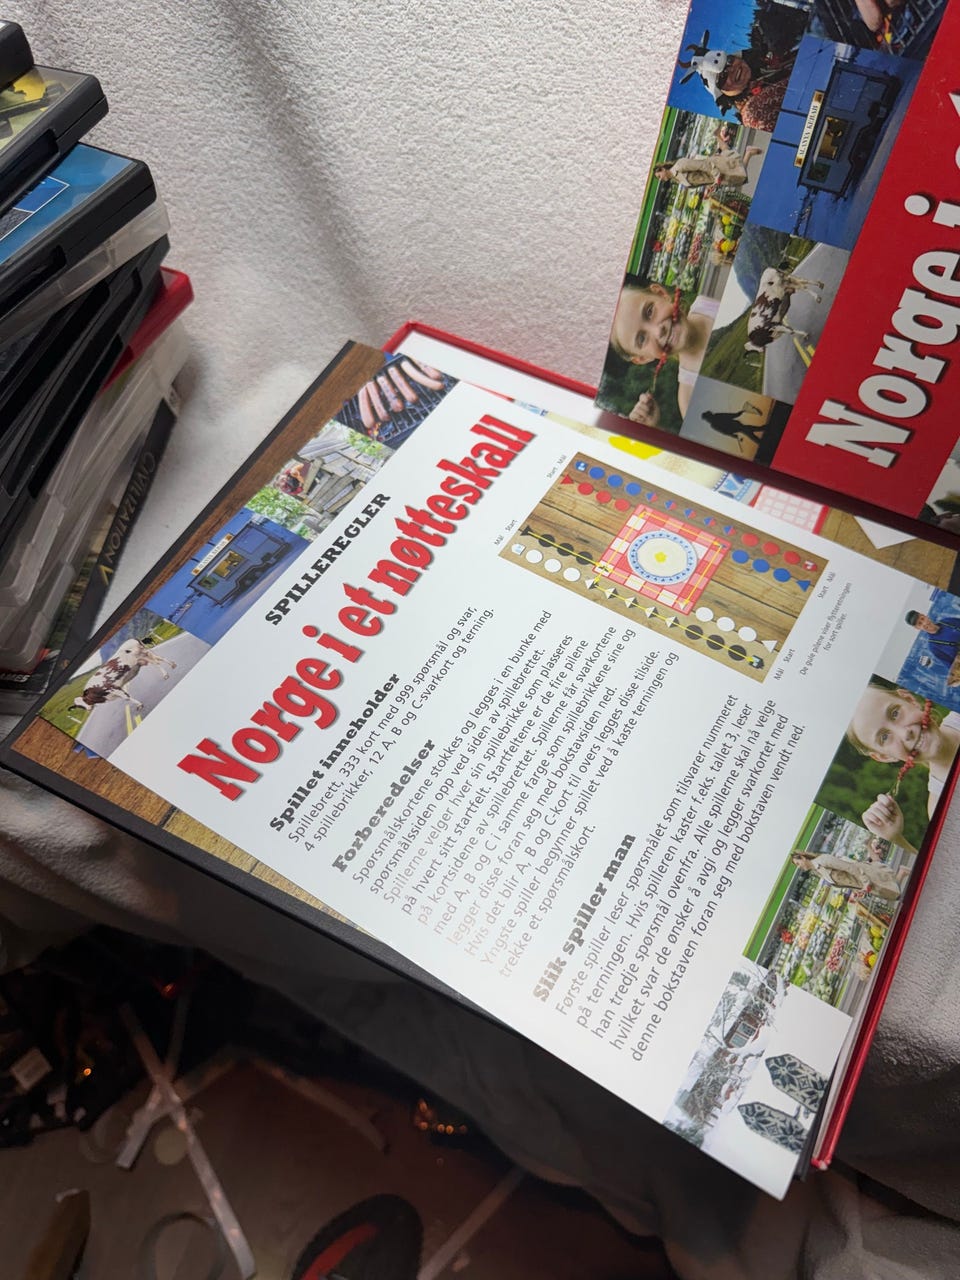 SPILLEREGLER
Norge i et nøtteskall
Spillet inneholder
Spillebrett, 333 kort med 999 spørsmål og svar,
4 spillebrikker, 12 A, B og C-svarkort og terning.
Forberedelser
Spørsmålskortene stokkes og legges i en bunke med
spørsmålssiden opp ved siden av spillebrettet.
Spillerne velger hver sin spillebrikke som plasseres
på hvert sitt startfelt. Startfeltene er de fire pilene
på kortsidene av spillebrettet. Spillerne får svarkortene
med A, B og C i samme farge som spillebrikkene sine og
legger disse foran seg med bokstavsiden ned.
Hvis det blir A, B og C-kort til overs legges disse tilside.
Yngste spiller begynner spillet ved å kaste terningen og
trekke et spørsmålskort.
Slik spiller man
Første spiller leser spørsmålet som tilsvarer nummeret
på terningen. Hvis spilleren kaster f.eks. tallet 3, leser
han tredje spørsmål ovenfra. Alle spillerne skal nå velge
hvilket svar de ønsker å avgi og legger svarkortet med
denne bokstaven foran seg med bokstaven vendt ned.
Mål Start
Start Mål
Start Mål
Mål Start
De gule pilene viser flytteretningen
for sort spiller.
Norge i
ALANYA KEBAB
CIVILIZATION V
GAMES